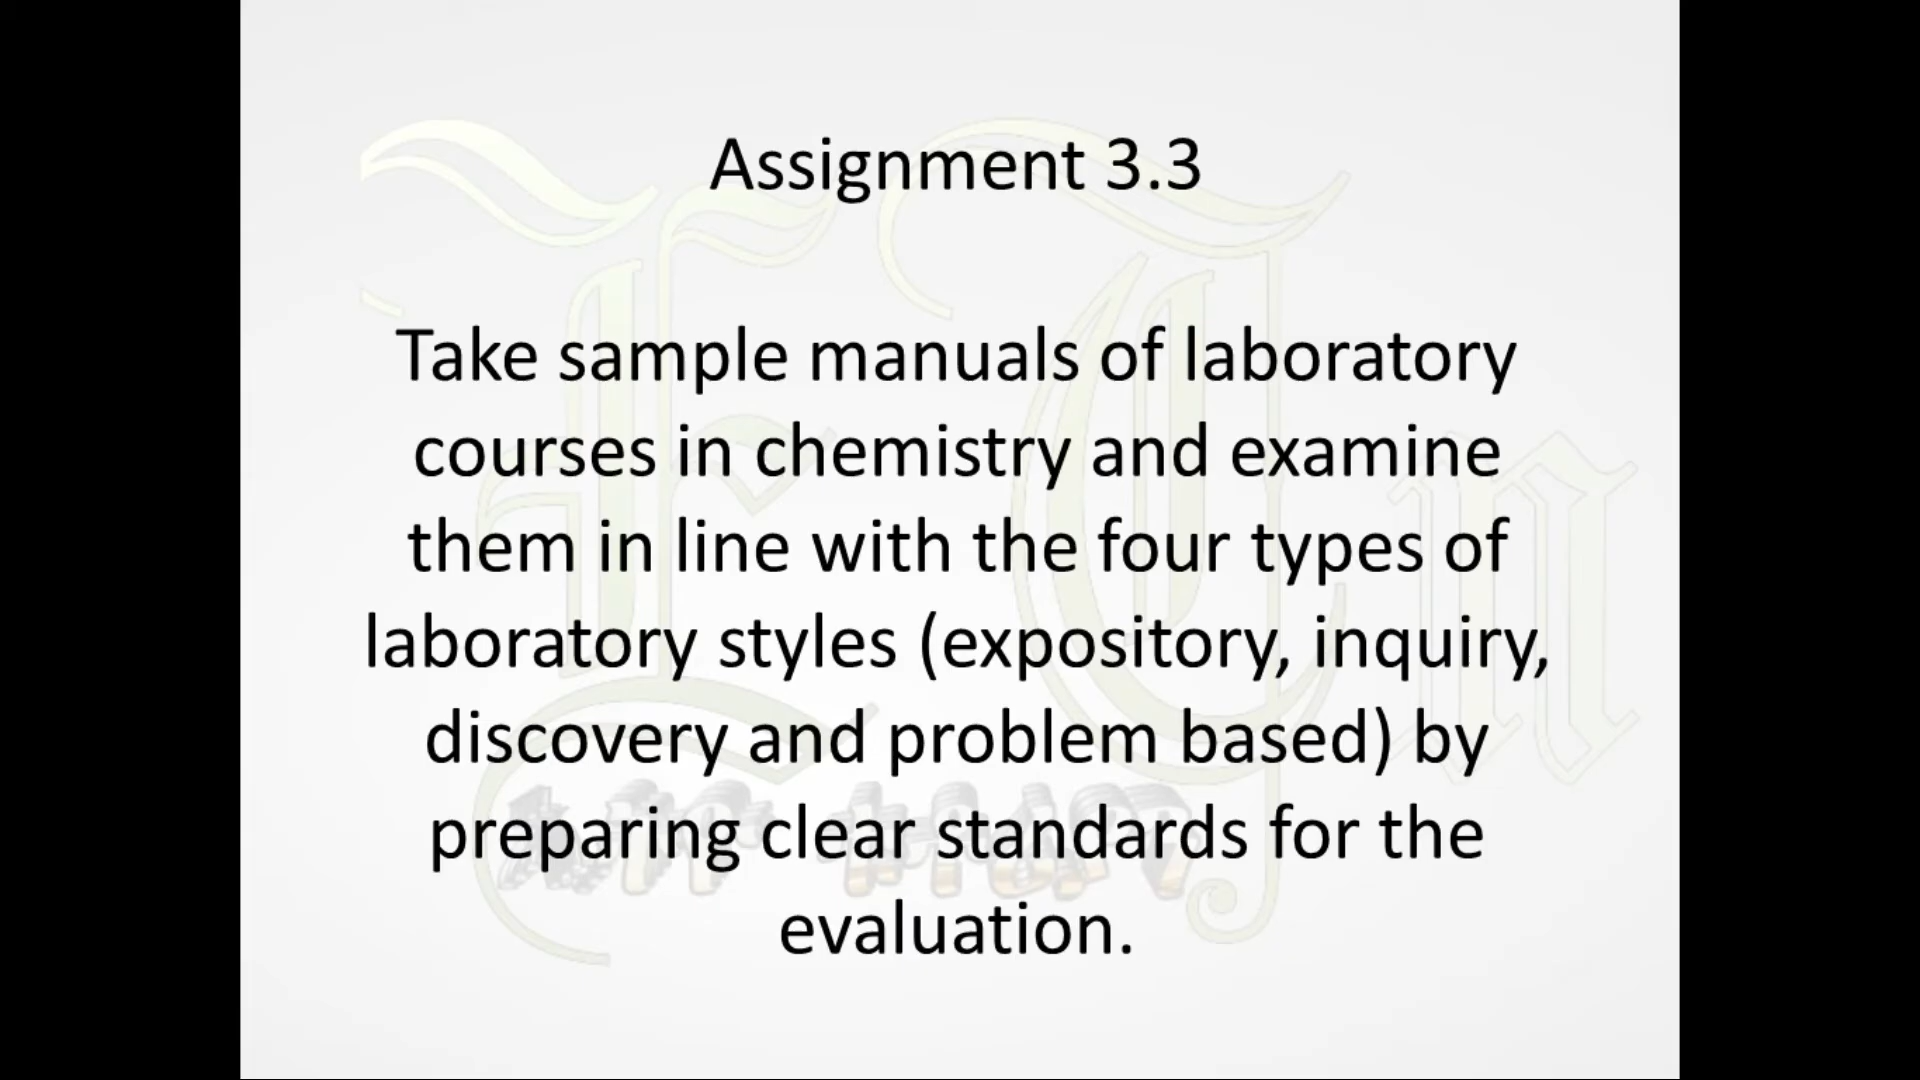 Assignment 3.3
Take sample manuals of laboratory
courses in chemistry and examine
them in line with the four types of
laboratory styles (expository, inquiry,
discovery and problem based) by
preparing clear standards for the
evaluation.